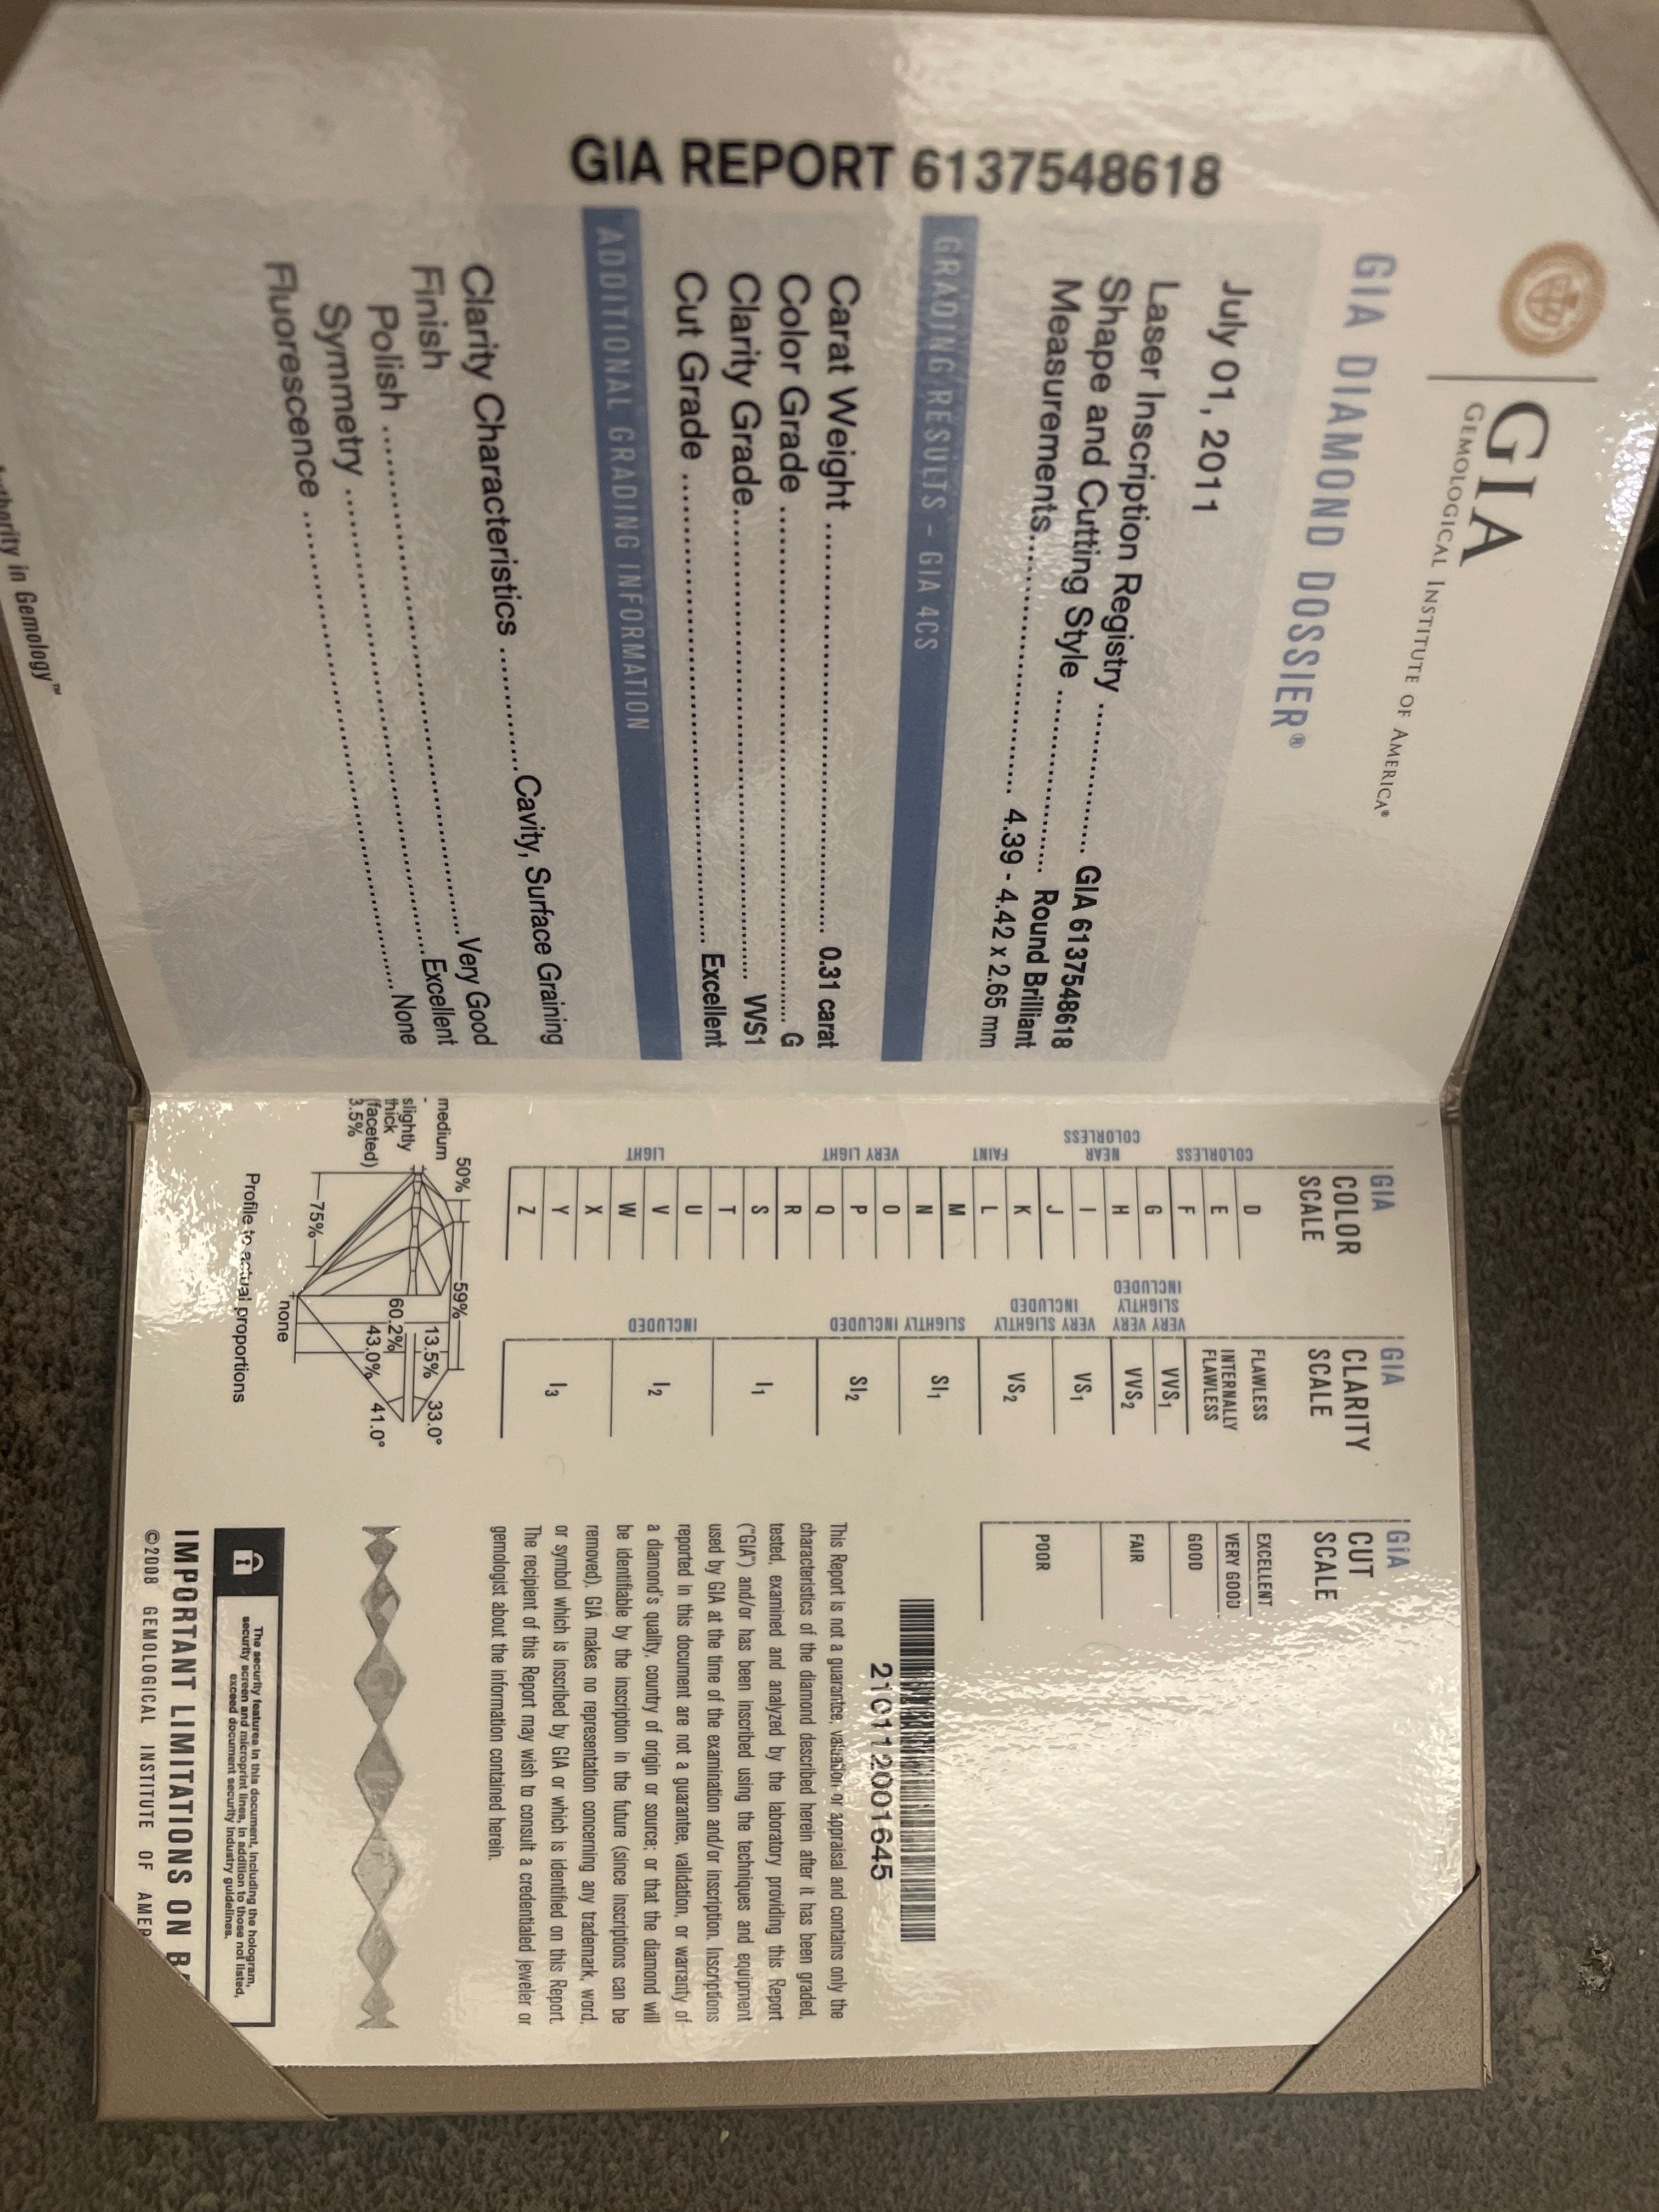 GIA REPORT 6137548618
GIA
GEMOLOGICAL INSTITUTE OF AMERICA®
GIA DIAMOND DOSSIER®
July 01, 2011
Laser Inscription Registry ................ GIA 6137548618
Shape and Cutting Style ................... Round Brilliant
Measurements.......................... 4.39 - 4.42 x 2.65 mm
GRADING RESULTS - GIA 4CS
Carat Weight ........................................ 0.31 carat
Color Grade ................................................. G
Clarity Grade............................................ VVS1
Cut Grade ............................................ Excellent
ADDITIONAL GRADING INFORMATION
Clarity Characteristics ............Cavity, Surface Graining
Finish
Polish ..............................................Very Good
Symmetry ...........................................Excellent
Fluorescence ............................................None
Authority in Gemology™
GIA
COLOR
SCALE
COLORLESS
D
E
F
NEAR
COLORLESS
G
H
I
J
FAINT
K
L
M
VERY LIGHT
N
O
P
Q
R
LIGHT
S
T
U
V
W
X
Y
Z
GIA
CLARITY
SCALE
FLAWLESS
INTERNALLY
FLAWLESS
VERY VERY
SLIGHTLY
INCLUDED
VVS1
VVS2
VERY SLIGHTLY
INCLUDED
VS1
VS2
SLIGHTLY INCLUDED
SI1
SI2
INCLUDED
I1
I2
I3
GIA
CUT
SCALE
EXCELLENT
VERY GOOD
GOOD
FAIR
POOR
2101120016​45
This Report is not a guarantee, valuation or appraisal and contains only the
characteristics of the diamond described herein after it has been graded,
tested, examined and analyzed by the laboratory providing this Report
("GIA") and/or has been inscribed using the techniques and equipment
used by GIA at the time of the examination and/or inscription. Inscriptions
reported in this document are not a guarantee, validation, or warranty of
a diamond's quality, country of origin or source; or that the diamond will
be identifiable by the inscription in the future (since inscriptions can be
removed). GIA makes no representation concerning any trademark, word,
or symbol which is inscribed by GIA or which is identified on this Report.
The recipient of this Report may wish to consult a credentialed jeweler or
gemologist about the information contained herein.
50%
59%
medium
-
slightly
thick
(faceted)
3.5%
13.5%
33.0°
60.2%
43.0%
41.0°
75%
none
Profile to actual proportions
The security features in this document, including the hologram,
security screen and microprint lines, in addition to those not listed,
exceed document security industry guidelines.
IMPORTANT LIMITATIONS ON
©2008 GEMOLOGICAL INSTITUTE OF AMER